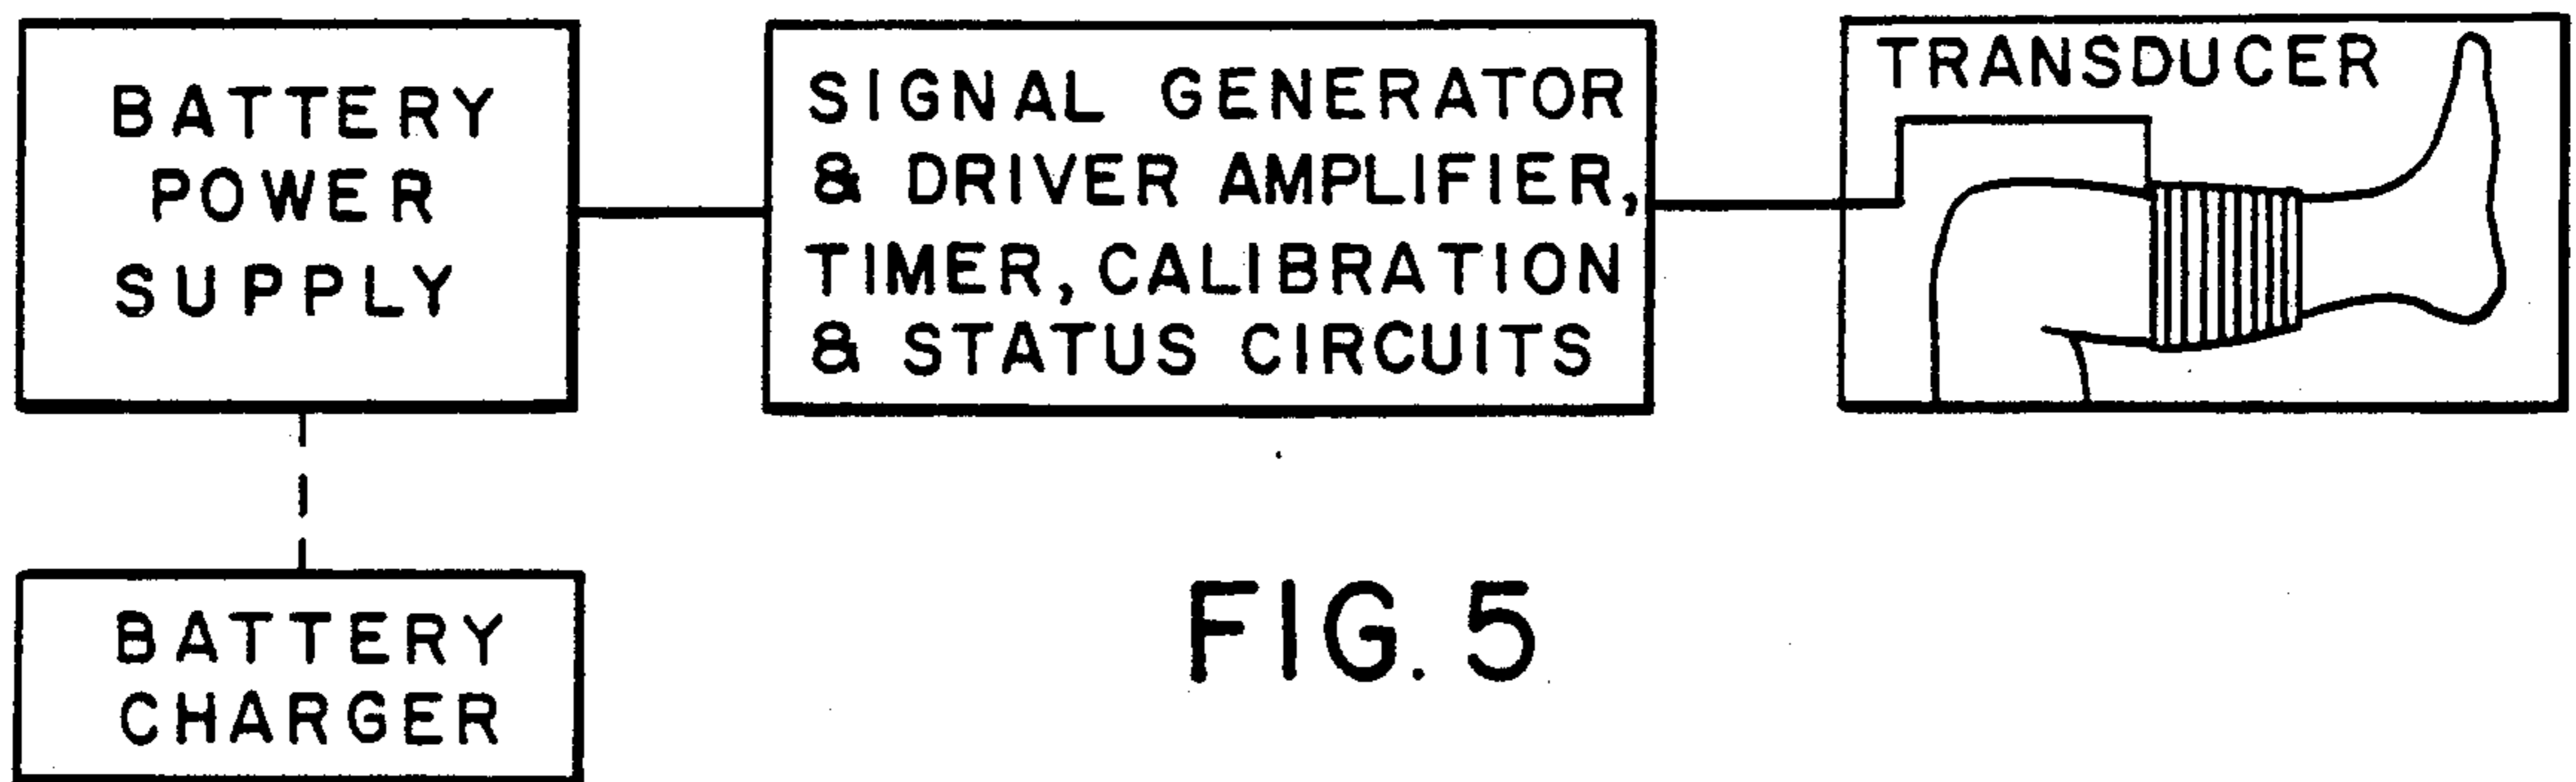 BATTERY
POWER
SUPPLY
SIGNAL GENERATOR
& DRIVER AMPLIFIER,
TIMER, CALIBRATION
& STATUS CIRCUITS
TRANSDUCER
BATTERY
CHARGER
FIG. 5